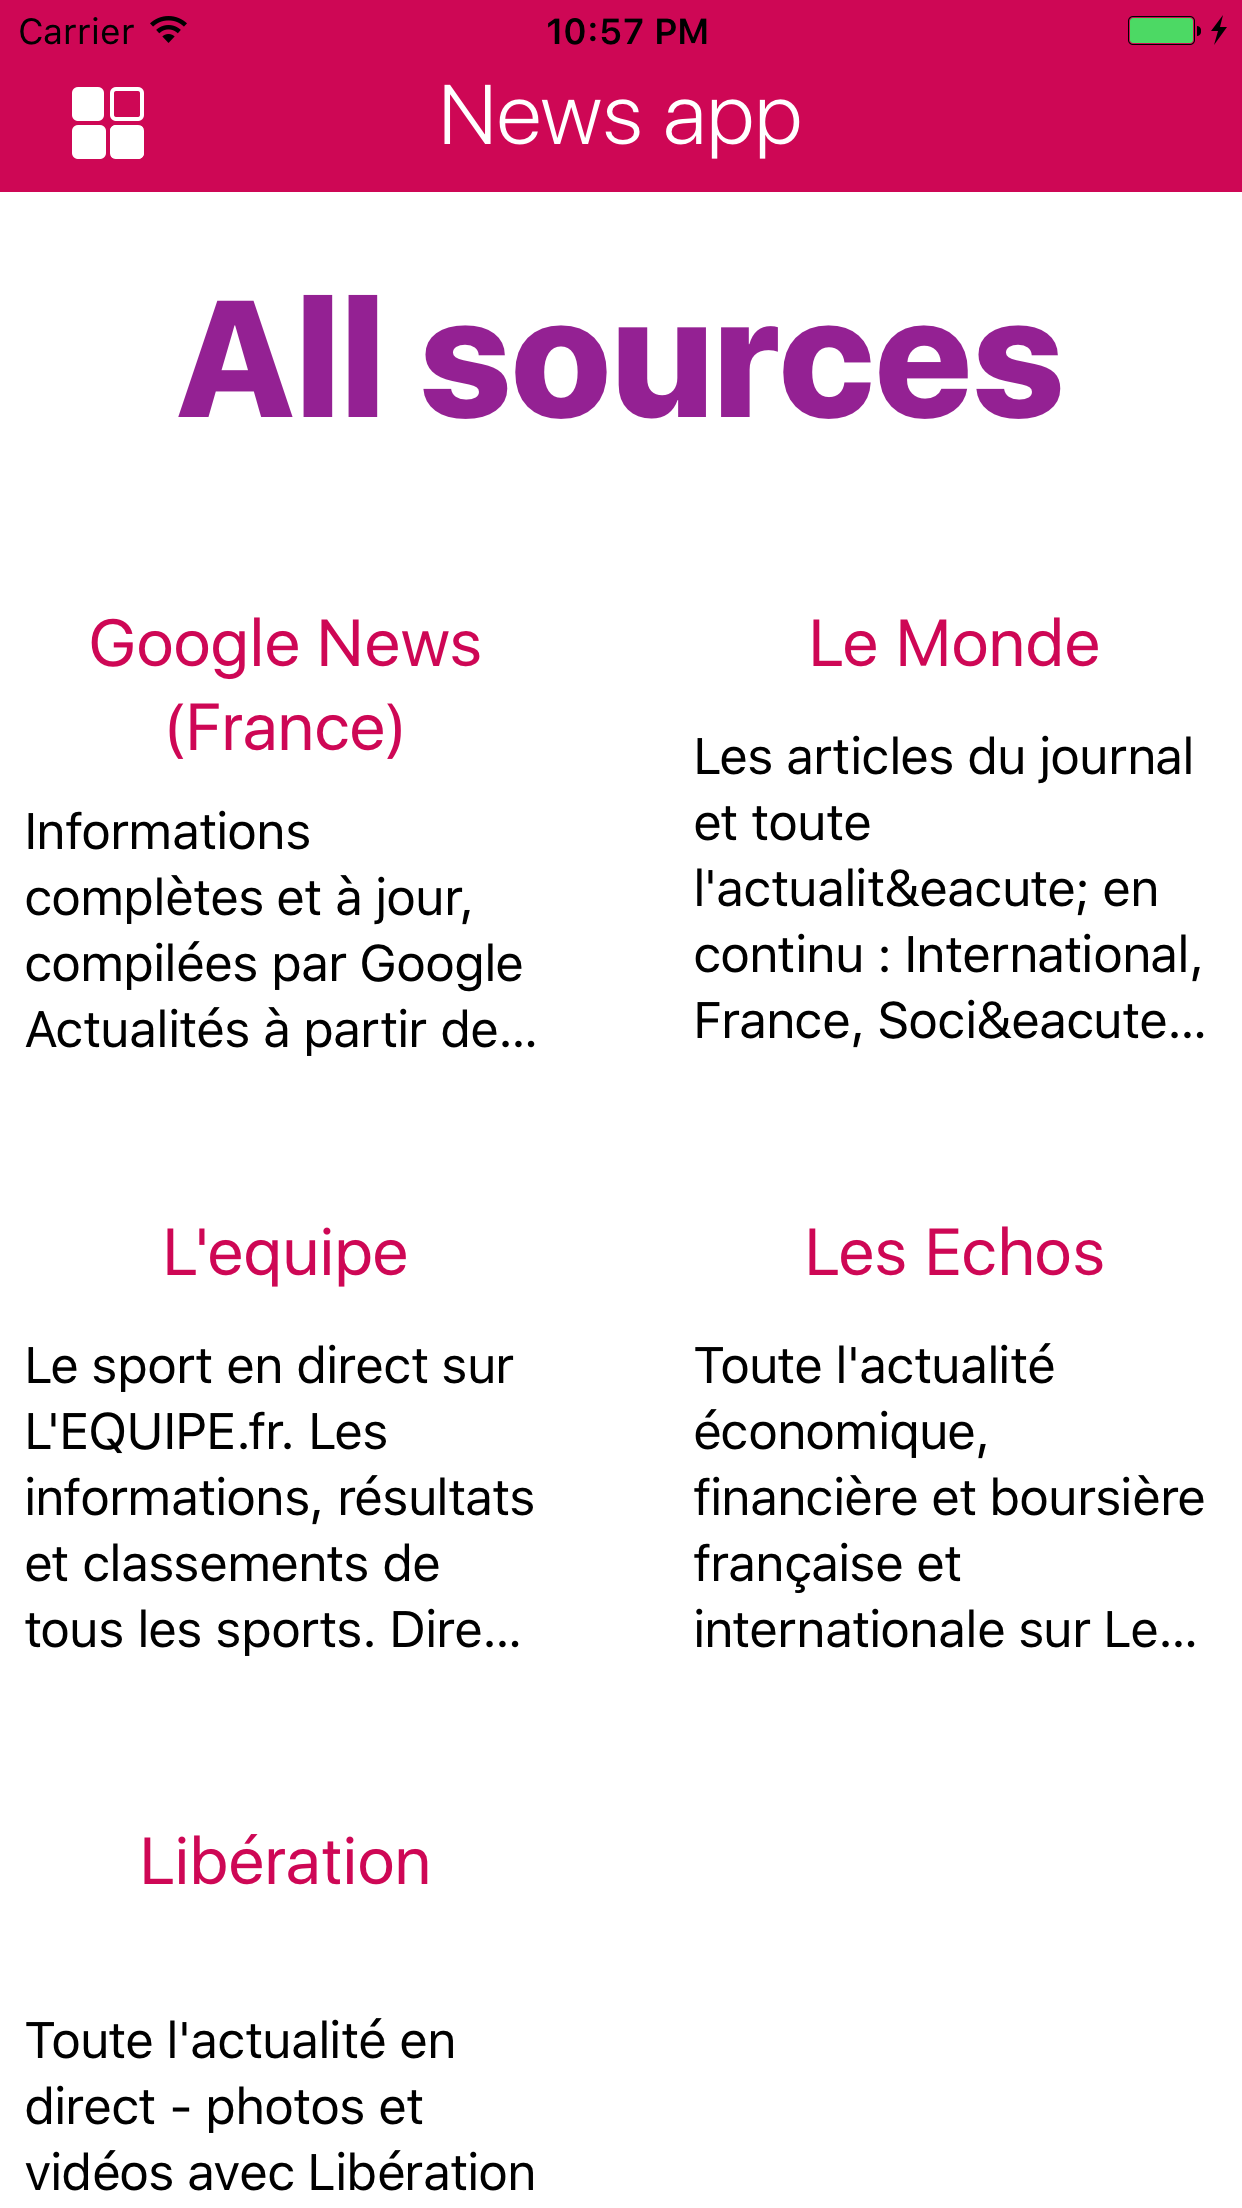 Carrier
10:57 PM
News app
All sources
Google News
(France)
Informations
complètes et à jour,
compilées par Google
Actualités à partir de...
Le Monde
Les articles du journal
et toute
l'actualit&eacute; en
continu : International,
France, Soci&eacute...
L'equipe
Le sport en direct sur
L'EQUIPE.fr. Les
informations, résultats
et classements de
tous les sports. Dire...
Les Echos
Toute l'actualité
économique,
financière et boursière
française et
internationale sur Le...
Libération
Toute l'actualité en
direct - photos et
vidéos avec Libération